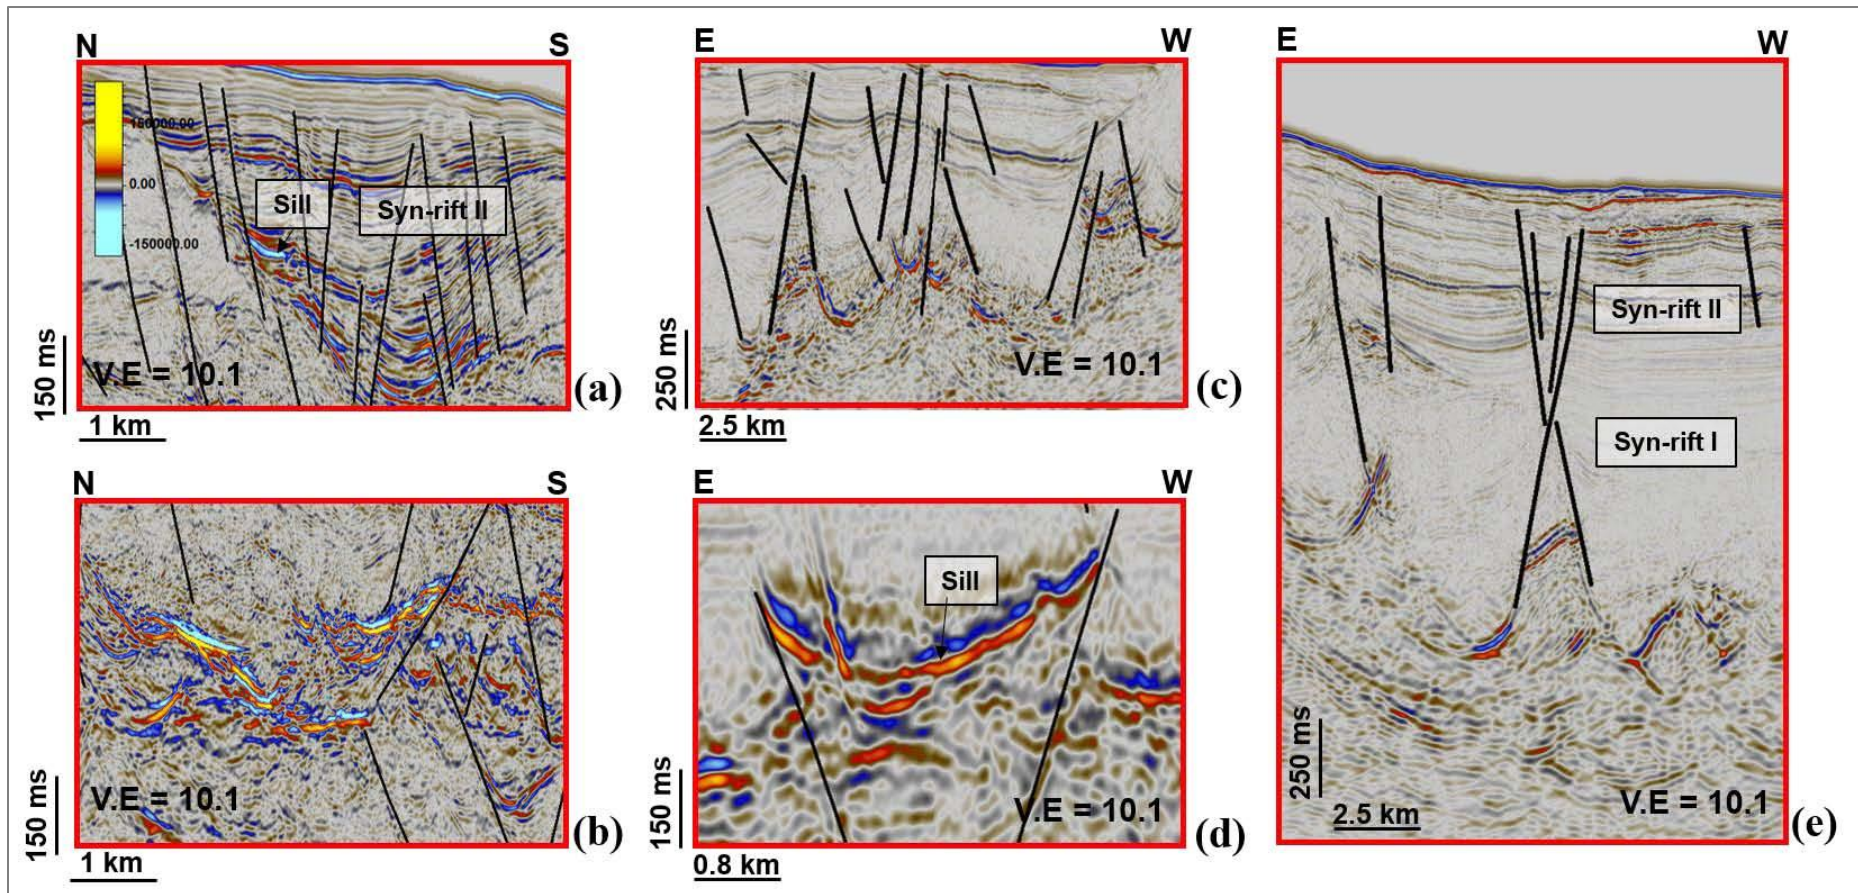 N S
150000.00
0.00
-150000.00
Sill
Syn-rift II
V.E = 10.1
150 ms
1 km
(a)
N S
V.E = 10.1
150 ms
1 km
(b)
E W
V.E = 10.1
250 ms
2.5 km
(c)
E W
Sill
V.E = 10.1
150 ms
0.8 km
(d)
E W
Syn-rift II
Syn-rift I
250 ms
2.5 km
V.E = 10.1
(e)